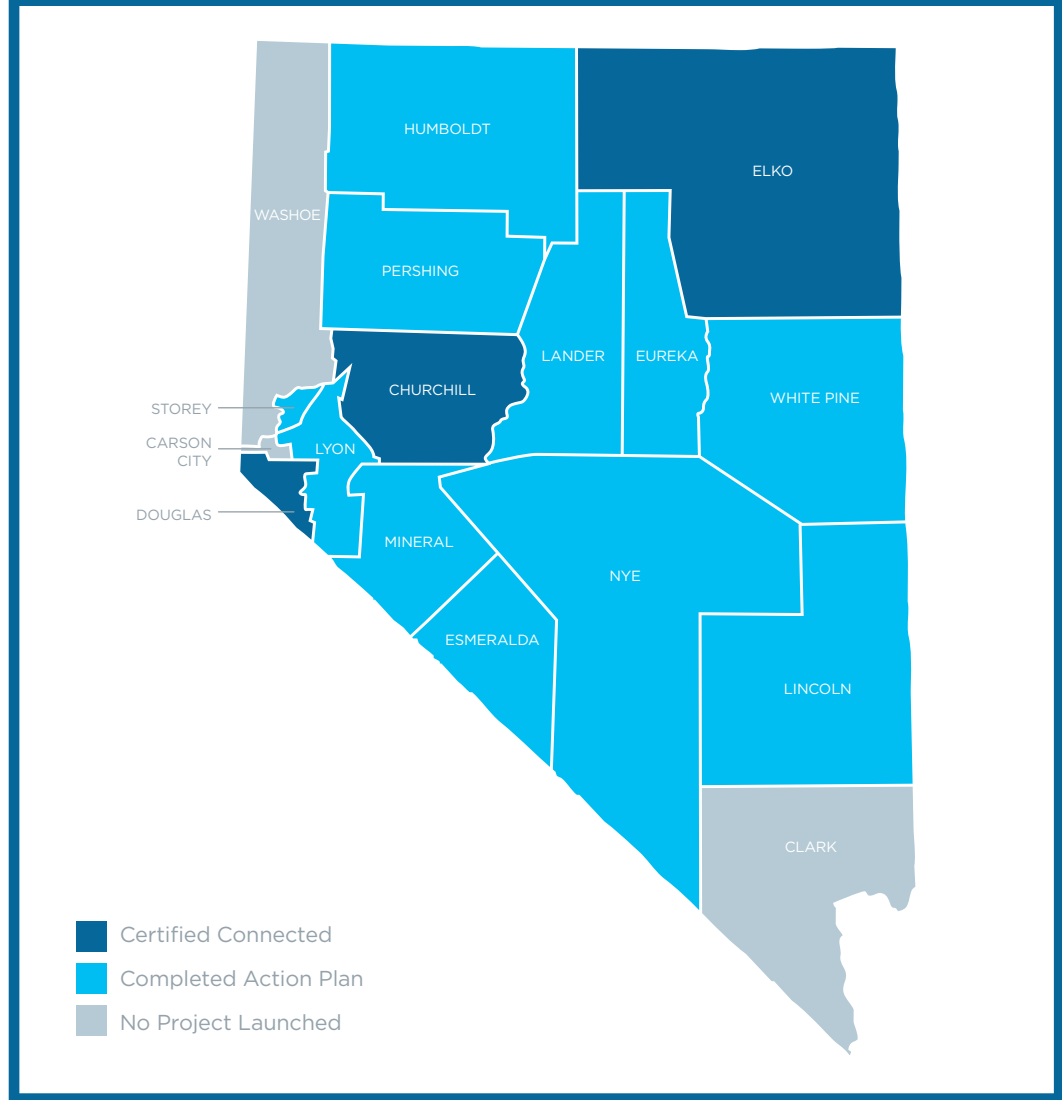 HUMBOLDT
ELKO
WASHOE
PERSHING
LANDER
EUREKA
CHURCHILL
WHITE PINE
STOREY
CARSON
CITY
LYON
DOUGLAS
MINERAL
NYE
ESMERALDA
LINCOLN
CLARK
Certified Connected
Completed Action Plan
No Project Launched